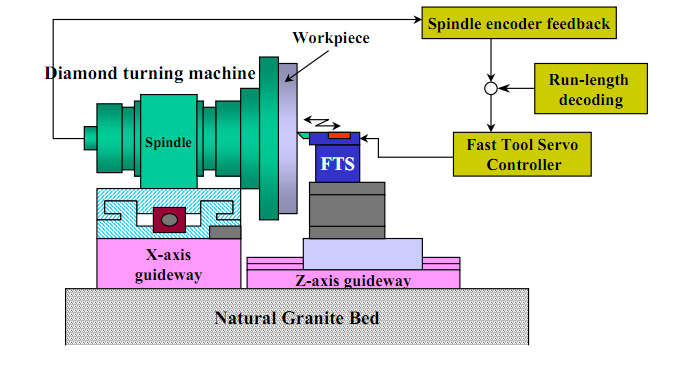 Spindle encoder feedback
Workpiece
Diamond turning machine
Run-length
decoding
Spindle
Fast Tool Servo
Controller
FTS
X-axis
guideway
Z-axis guideway
Natural Granite Bed